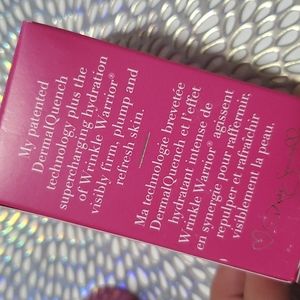 My patented
DermalQuench
technology, plus the
supercharging hydration
of Wrinkle Warrior®
visibly firm, plump and
refresh skin.
Ma technologie brevetée
DermalQuench et l'effet
hydratant intense de
Wrinkle Warrior® agissent
en synergie pour raffermir,
repulper et rafraîchir
visiblement la peau.